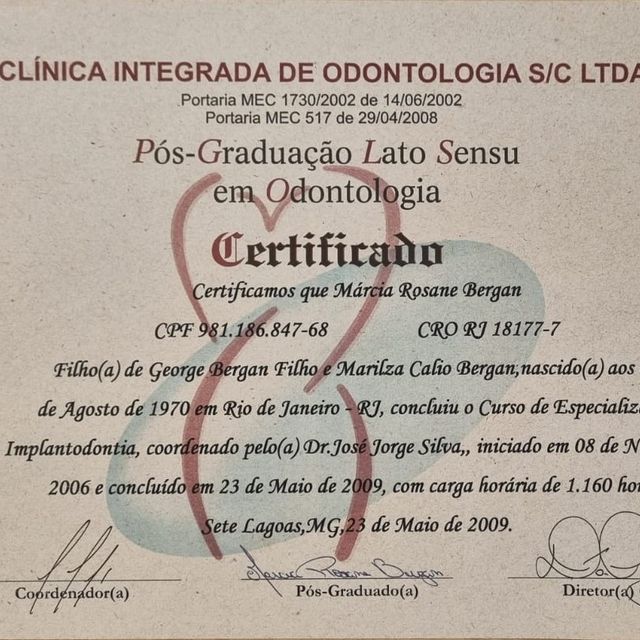 CLÍNICA INTEGRADA DE ODONTOLOGIA S/C LTDA
Portaria MEC 1730/2002 de 14/06/2002
Portaria MEC 517 de 29/04/2008
Pós-Graduação Lato Sensu
em Odontologia
Certificado
Certificamos que Márcia Rosane Bergan
CPF 981.186.847-68 CRO RJ 18177-7
Filho(a) de George Bergan Filho e Marilza Calio Bergan,nascido(a) aos
de Agosto de 1970 em Rio de Janeiro - RJ, concluiu o Curso de Especializa
Implantodontia, coordenado pelo(a) Dr.José Jorge Silva,, iniciado em 08 de N
2006 e concluído em 23 de Maio de 2009, com carga horária de 1.160 hor
Sete Lagoas,MG,23 de Maio de 2009.
Marcia Rosane Bergan
Coordenador(a) Pós-Graduado(a) Diretor(a)